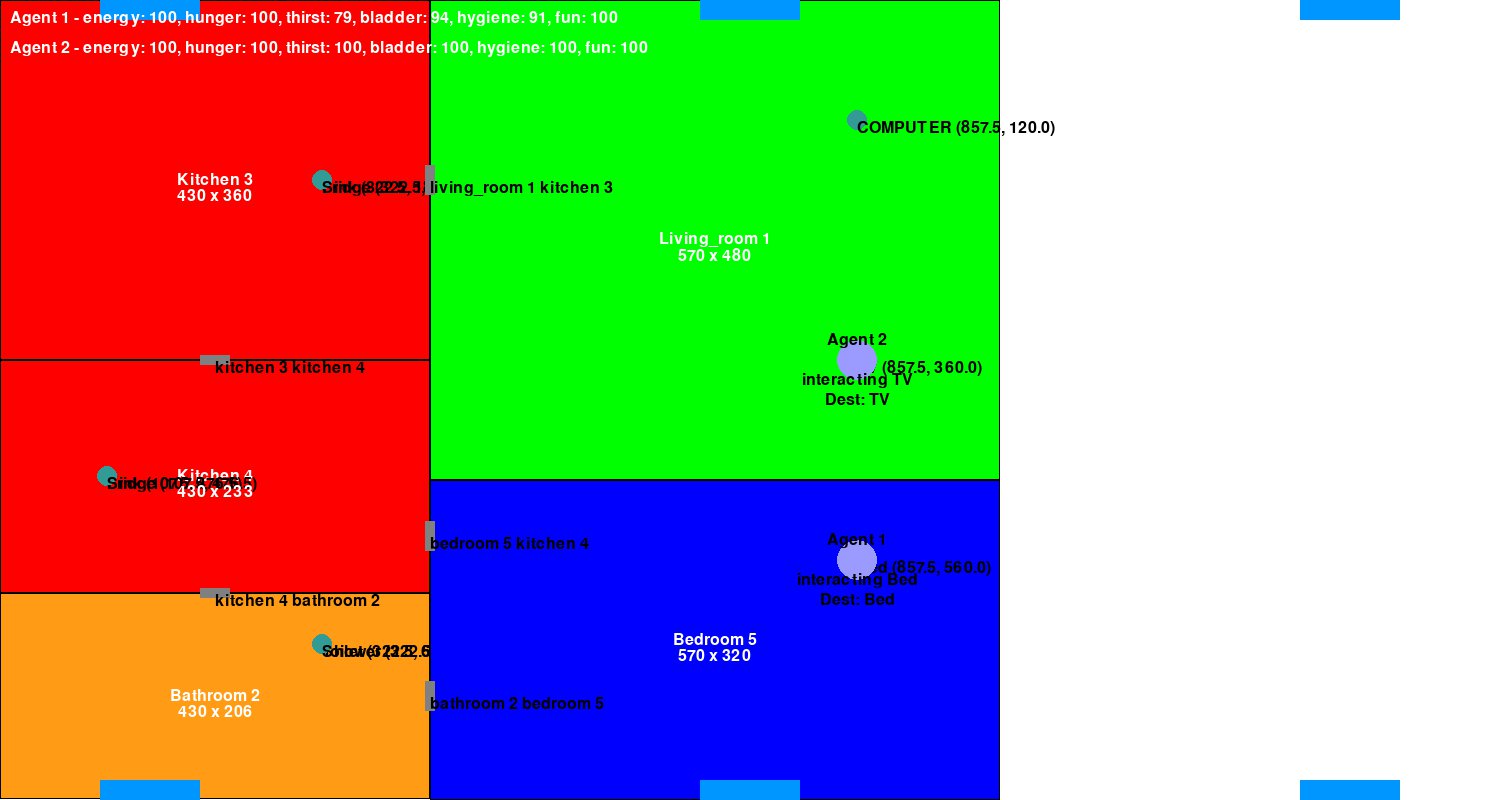 Agent 1 - energy: 100, hunger: 100, thirst: 79, bladder: 94, hygiene: 91, fun: 100
Agent 2 - energy: 100, hunger: 100, thirst: 100, bladder: 100, hygiene: 100, fun: 100
COMPUTER (857.5, 120.0)
Kitchen 3
430 x 360
living_room 1 kitchen 3
Living_room 1
570 x 480
Agent 2
(857.5, 360.0)
interacting TV
Dest: TV
kitchen 3 kitchen 4
Kitchen 4
430 x 233
bedroom 5 kitchen 4
Agent 1
(857.5, 560.0)
interacting Bed
Dest: Bed
kitchen 4 bathroom 2
Bedroom 5
570 x 320
Bathroom 2
430 x 206
bathroom 2 bedroom 5